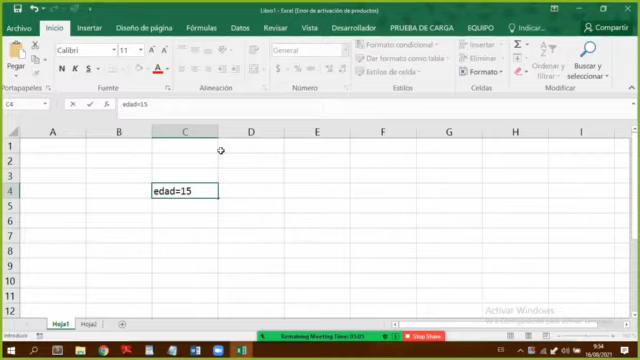 Libro1 - Excel (Error de activación de productos)
Archivo Inicio Insertar Fórmulas Datos Revisar Vista Desarrollador PRUEBA DE CARGA EQUIPO Indicar... Compartir
Pegar
Calibri 11
N K S
General
Formato condicional
Dar formato como tabla
Estilos de celda
Insertar
Eliminar
Formato
Ordenar y filtrar
Buscar y seleccionar
Portapapeles Fuente Alineación Número Estilos Celdas Modificar
C4 edad=15
A B C D E F G H I
1
2
3
4 edad=15
5
6
7
8
9
10
11
12
Activar Windows
Hoja1 Hoja2
Introducir
Remaining Meeting Time: 05:05 Stop Share
ES 9:54
16/08/2021